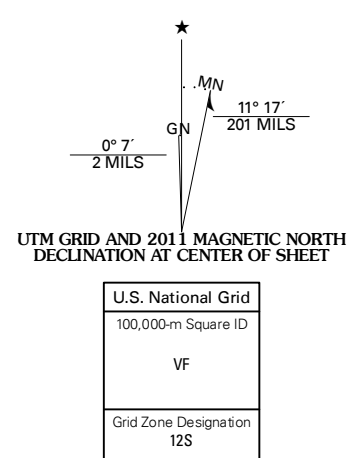 ★
MN
11° 17´
201 MILS
GN
0° 7´
2 MILS
UTM GRID AND 2011 MAGNETIC NORTH
DECLINATION AT CENTER OF SHEET
U.S. National Grid
100,000-m Square ID
VF
Grid Zone Designation
12S